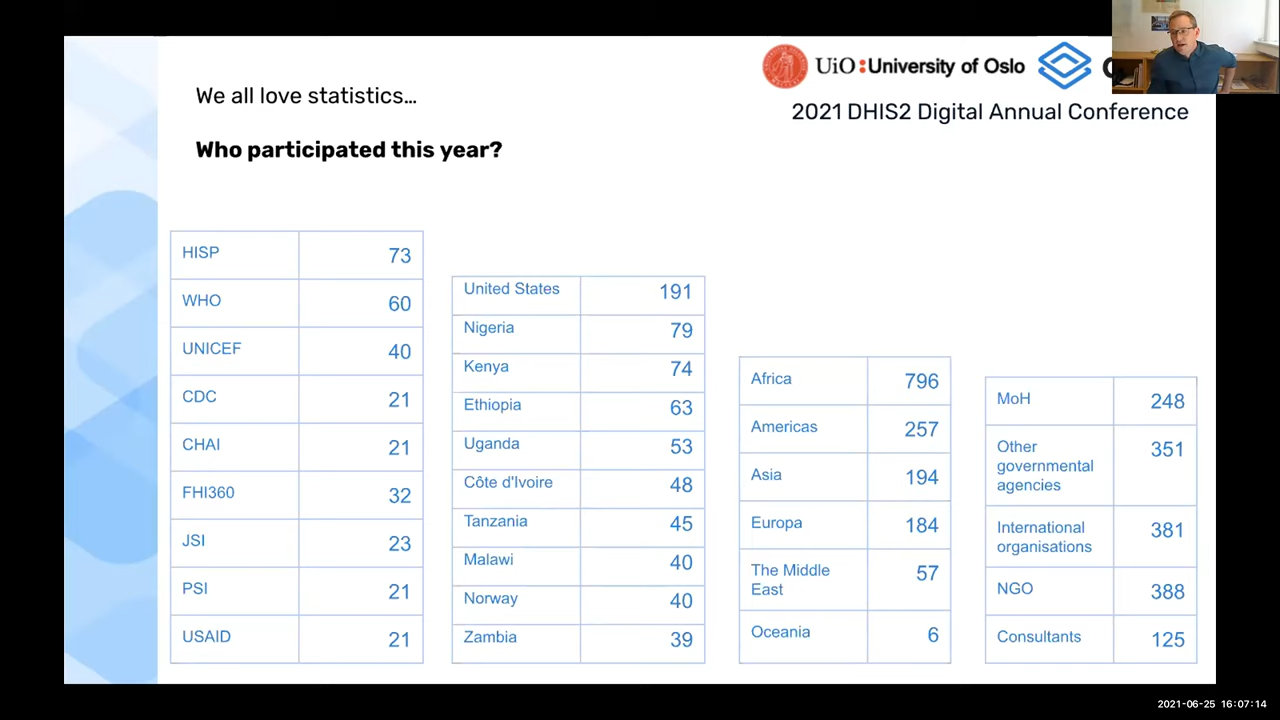 UiO:University of Oslo
We all love statistics...
2021 DHIS2 Digital Annual Conference
Who participated this year?
HISP 73
WHO 60
UNICEF 40
CDC 21
CHAI 21
FHI360 32
JSI 23
PSI 21
USAID 21
United States 191
Nigeria 79
Kenya 74
Ethiopia 63
Uganda 53
Côte d'Ivoire 48
Tanzania 45
Malawi 40
Norway 40
Zambia 39
Africa 796
Americas 257
Asia 194
Europa 184
The Middle 57
East
Oceania 6
MoH 248
Other 351
governmental
agencies
International 381
organisations
NGO 388
Consultants 125
2021-06-25 16:07:14